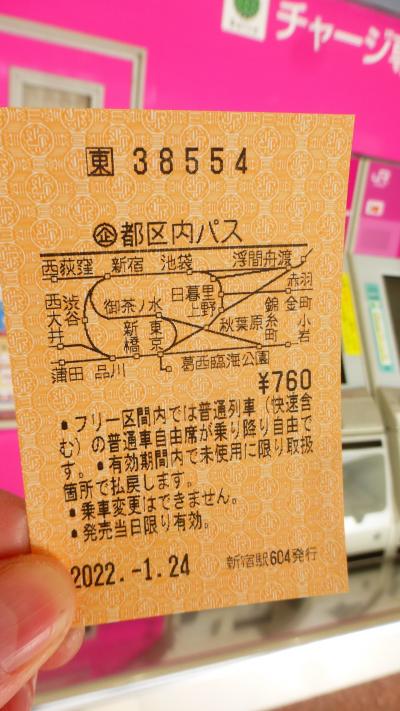 チャージ
東 38554
企 都区内パス
西荻窪 新宿 池袋 浮間舟渡
赤羽
西大井 渋谷 御茶ノ水 日暮里 上野 錦糸町 金町
新橋 東京 秋葉原 小岩
蒲田 品川 葛西臨海公園
¥760
●フリー区間内では普通列車（快速含
む）の普通車自由席が乗り降り自由で
す。●有効期間内で未使用に限り取扱
箇所で払戻します。
●乗車変更はできません。
●発売当日限り有効。
2022.-1.24 新宿駅604発行